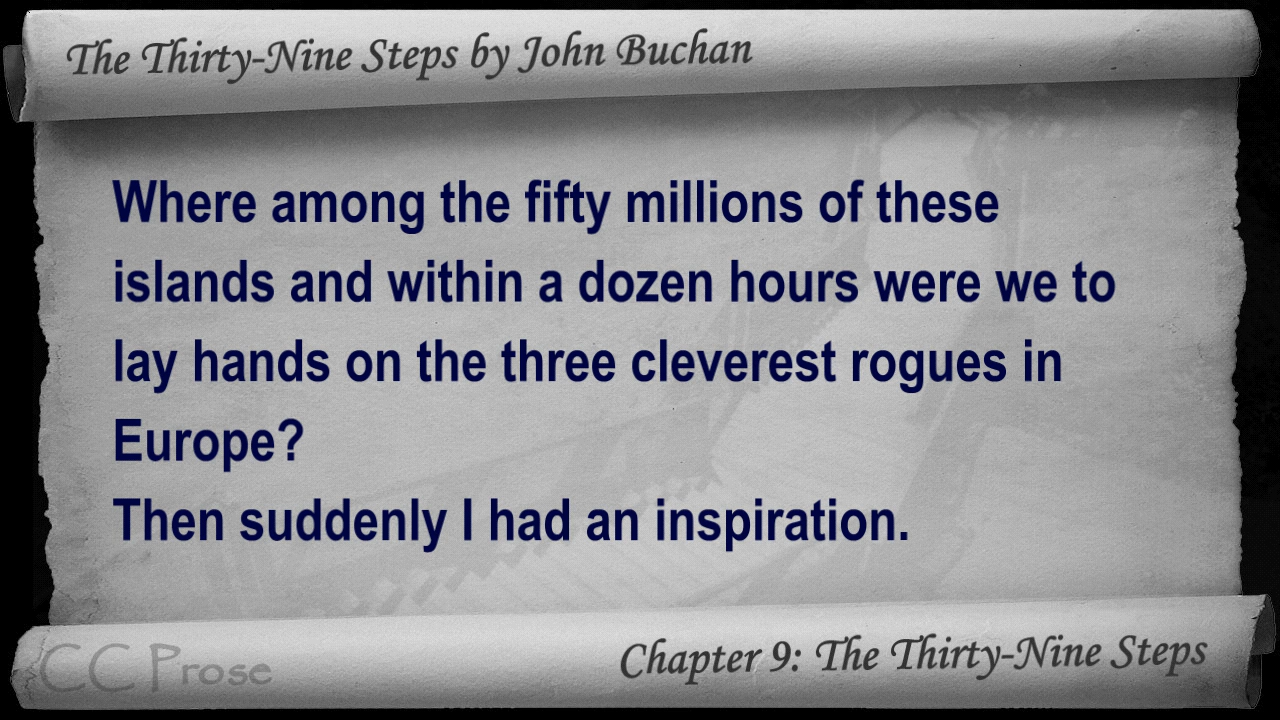 The Thirty-Nine Steps by John Buchan
Where among the fifty millions of these
islands and within a dozen hours were we to
lay hands on the three cleverest rogues in
Europe?
Then suddenly I had an inspiration.
CC Prose
Chapter 9: The Thirty-Nine Steps